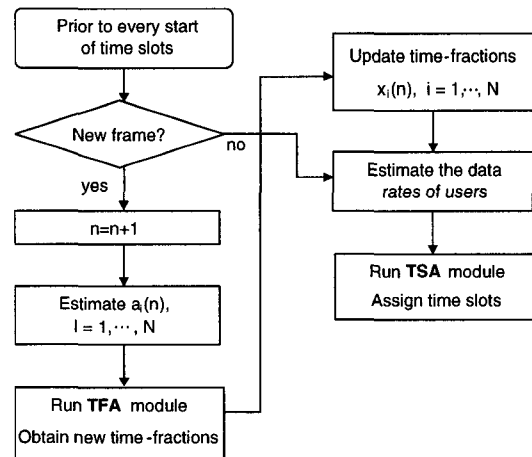 Prior to every start
of time slots
New frame?
no
yes
n=n+1
Estimate aᵢ(n),
I = 1,···, N
Run TFA module
Obtain new time-fractions
Update time-fractions
xᵢ(n), i = 1,···, N
Estimate the data
rates of users
Run TSA module
Assign time slots